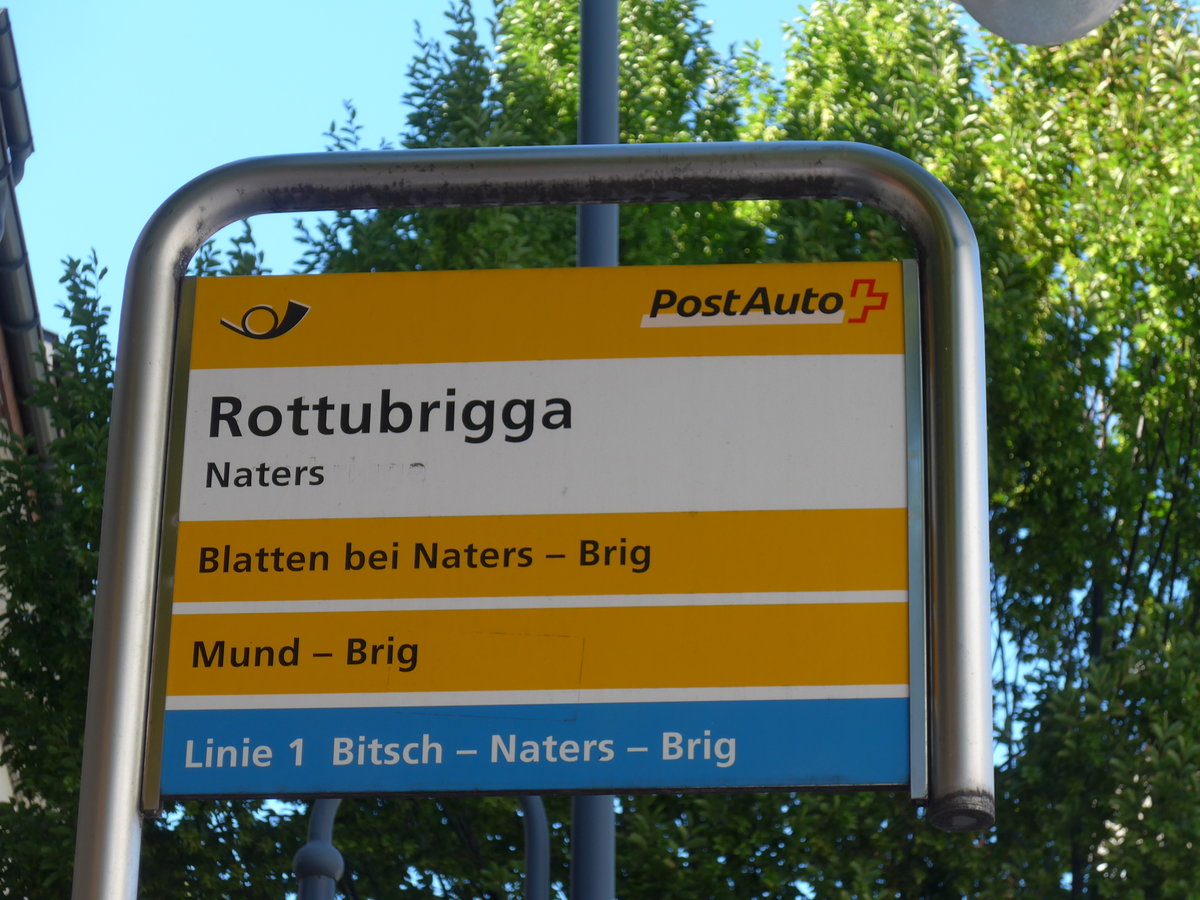 PostAuto
Rottubrigga
Naters
Blatten bei Naters – Brig
Mund – Brig
Linie 1 Bitsch – Naters – Brig